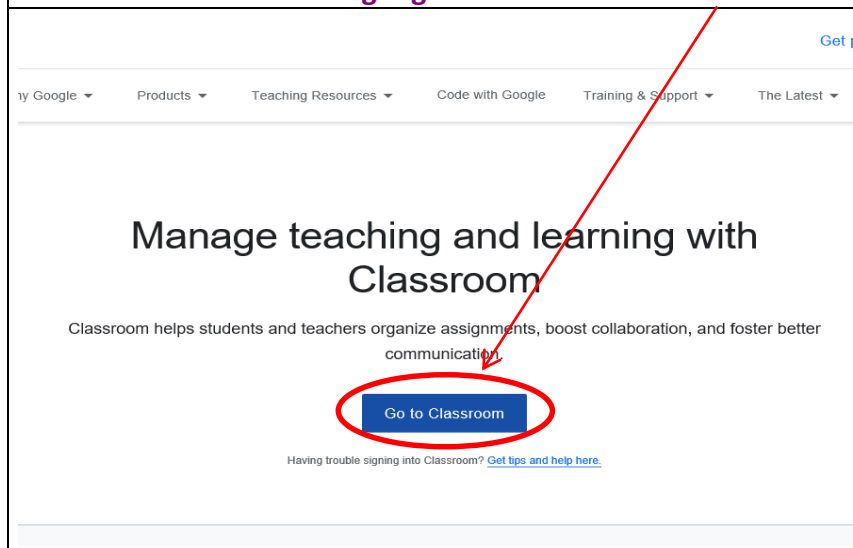 Get
Google
Products
Teaching Resources
Code with Google
Training & Support
The Latest
Manage teaching and learning with
Classroom
Classroom helps students and teachers organize assignments, boost collaboration, and foster better
communication.
Go to Classroom
Having trouble signing into Classroom? Get tips and help here.